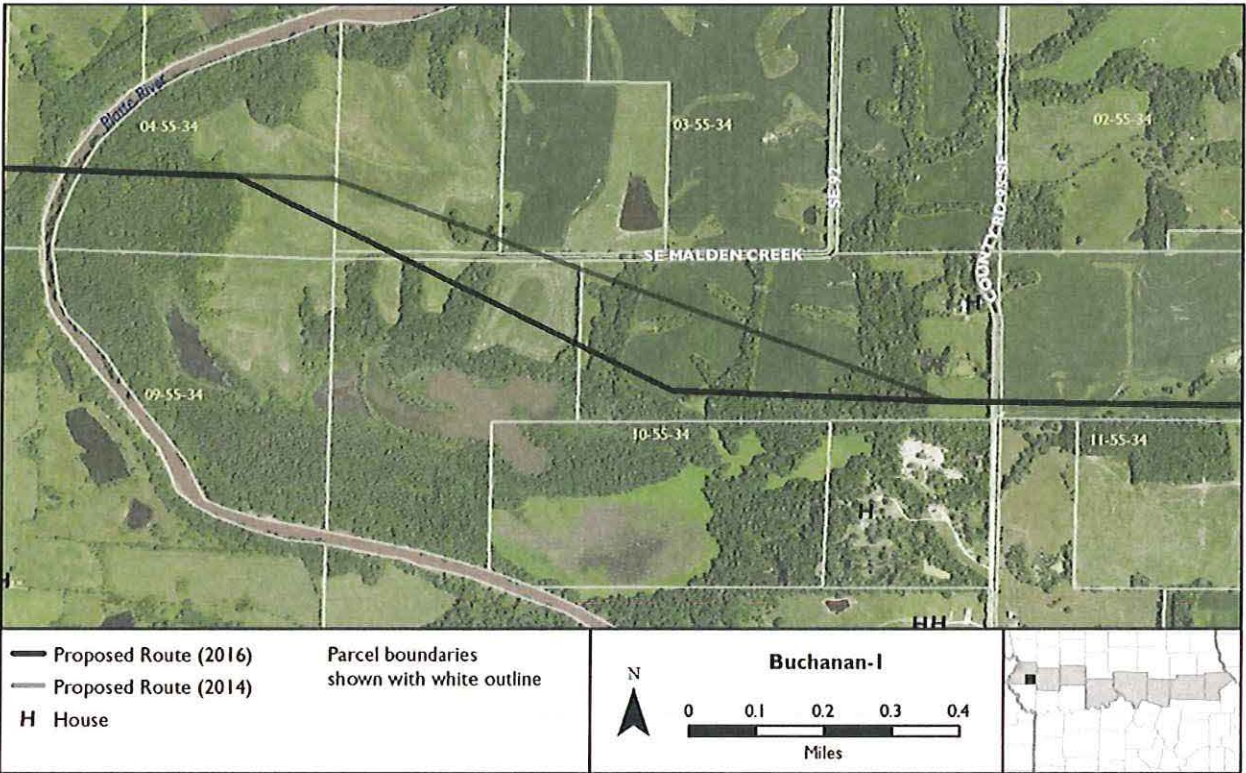 Platte River
04-55-34
03-55-34
02-55-34
SE 92
COUNTY RD 93 SE
SE MALDEN CREEK
H
09-55-34
10-55-34
11-55-34
H
H
HH
Proposed Route (2016)
Proposed Route (2014)
H House
Parcel boundaries
shown with white outline
N
Buchanan-1
0 0.1 0.2 0.3 0.4
Miles